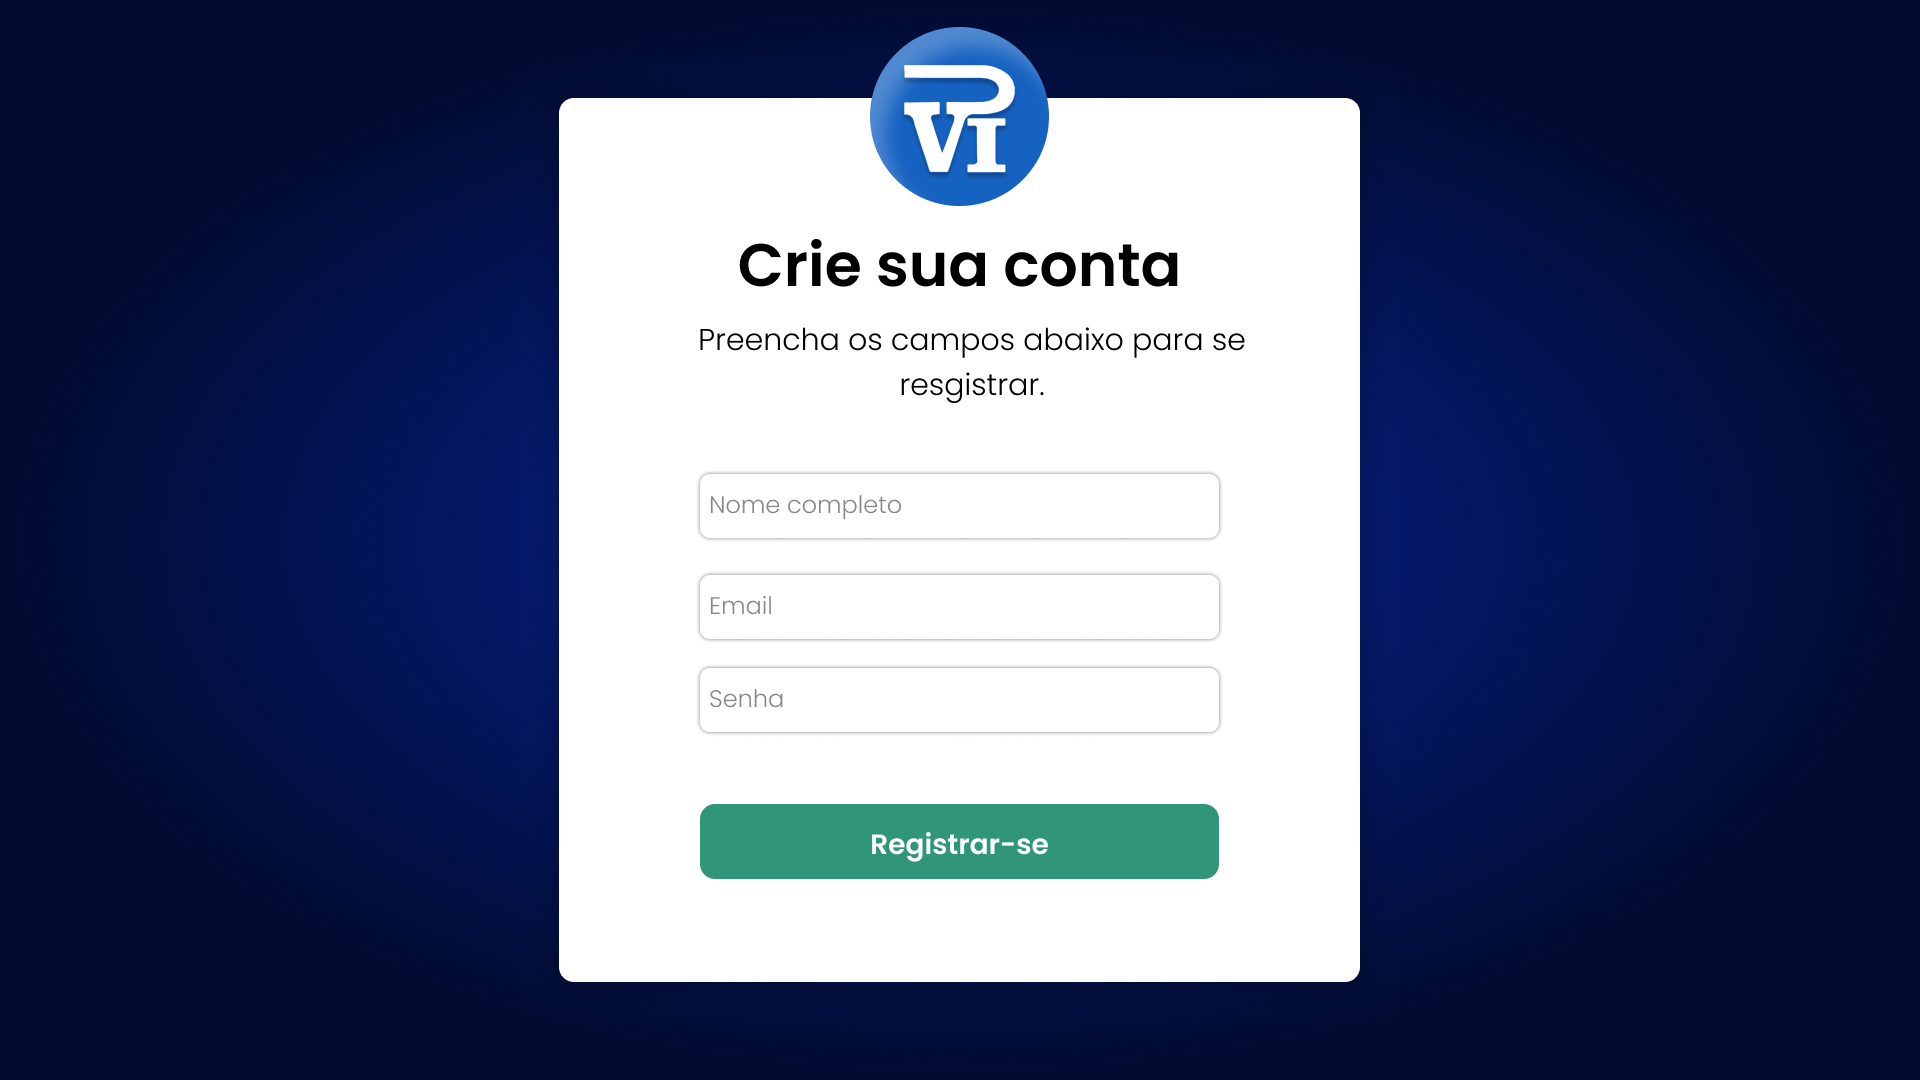 PVI
Crie sua conta
Preencha os campos abaixo para se
resgistrar.
Nome completo
Email
Senha
Registrar-se